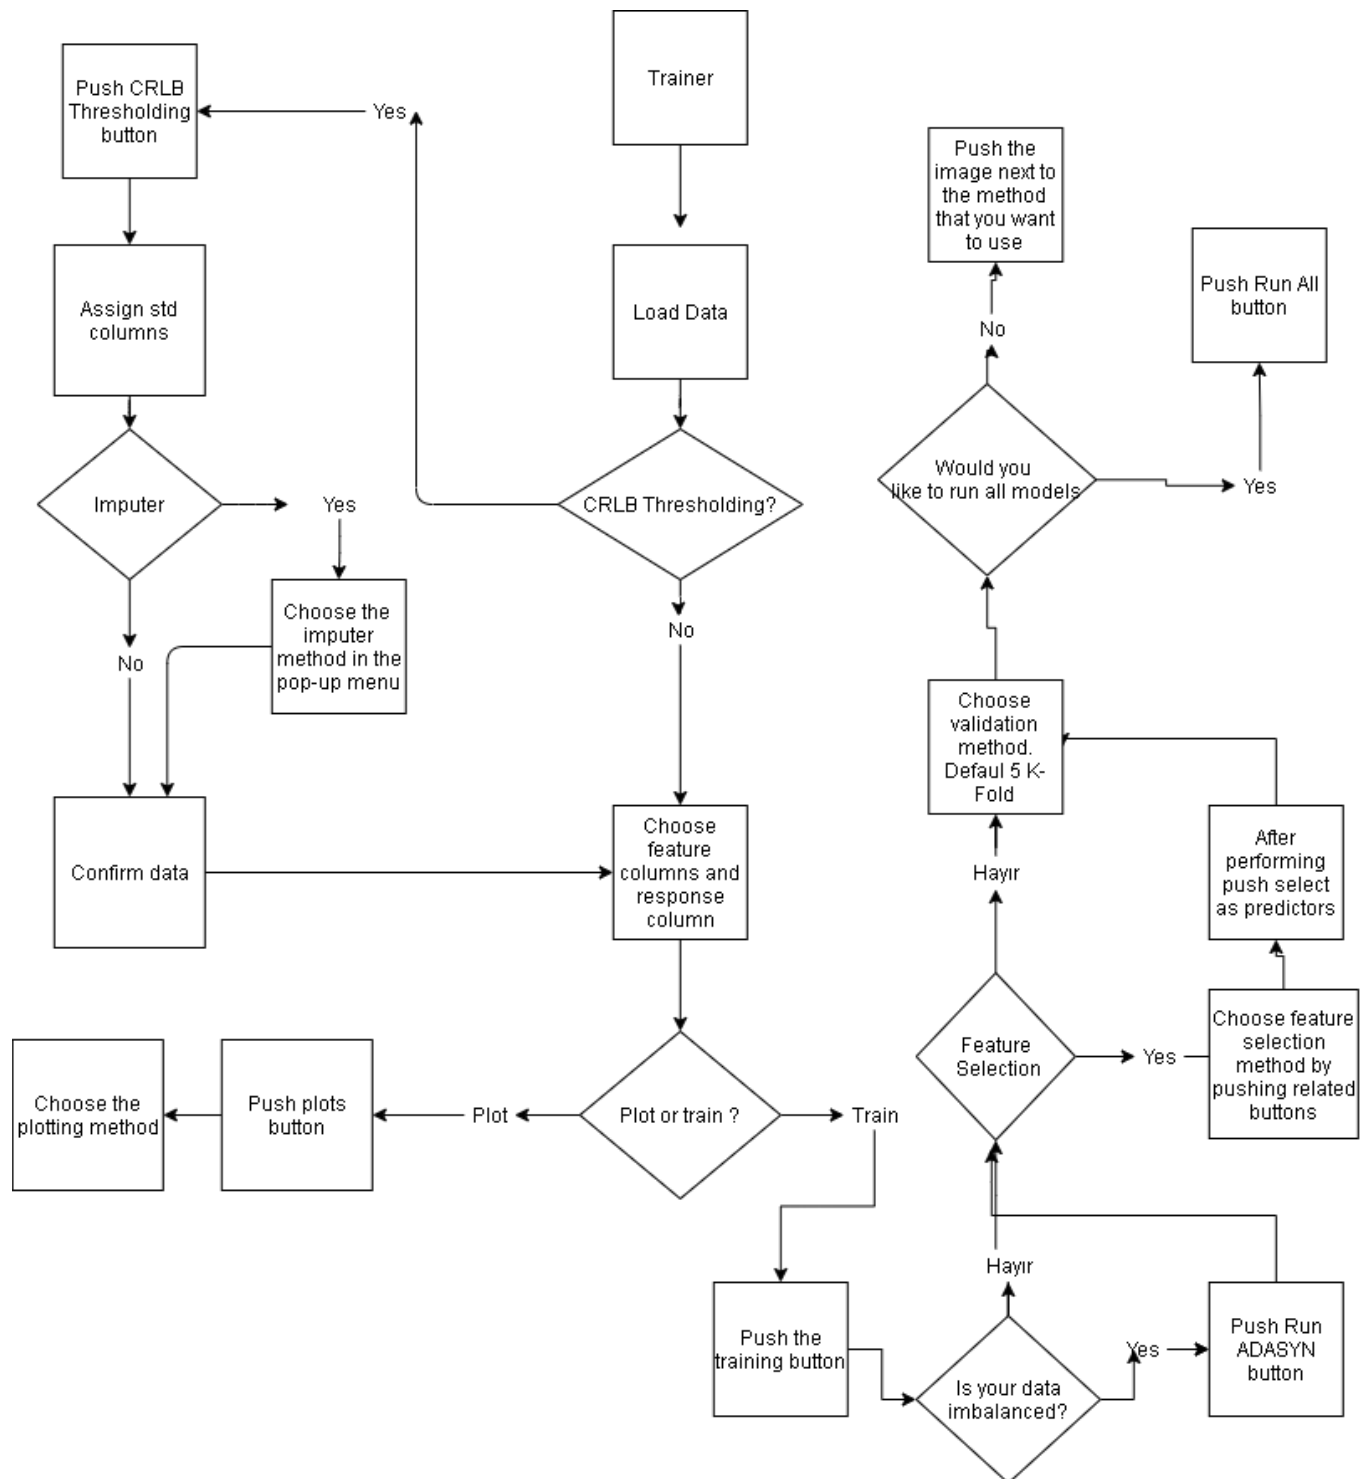 Trainer
Load Data
CRLB Thresholding?
Yes
Push CRLB
Thresholding
button
Assign std
columns
Imputer
Yes
Choose the
imputer
method in the
pop-up menu
No
Confirm data
No
Choose
feature
columns and
response
column
Plot or train ?
Plot
Push plots
button
Choose the
plotting method
Train
Push the
training button
Is your data
imbalanced?
Yes
Push Run
ADASYN
button
Hayır
Feature
Selection
Yes
Choose feature
selection
method by
pushing related
buttons
After
performing
push select
as predictors
Hayır
Choose
validation
method.
Defaul 5 K-
Fold
Would you
like to run all models
Yes
Push Run All
button
No
Push the
image next to
the method
that you want
to use